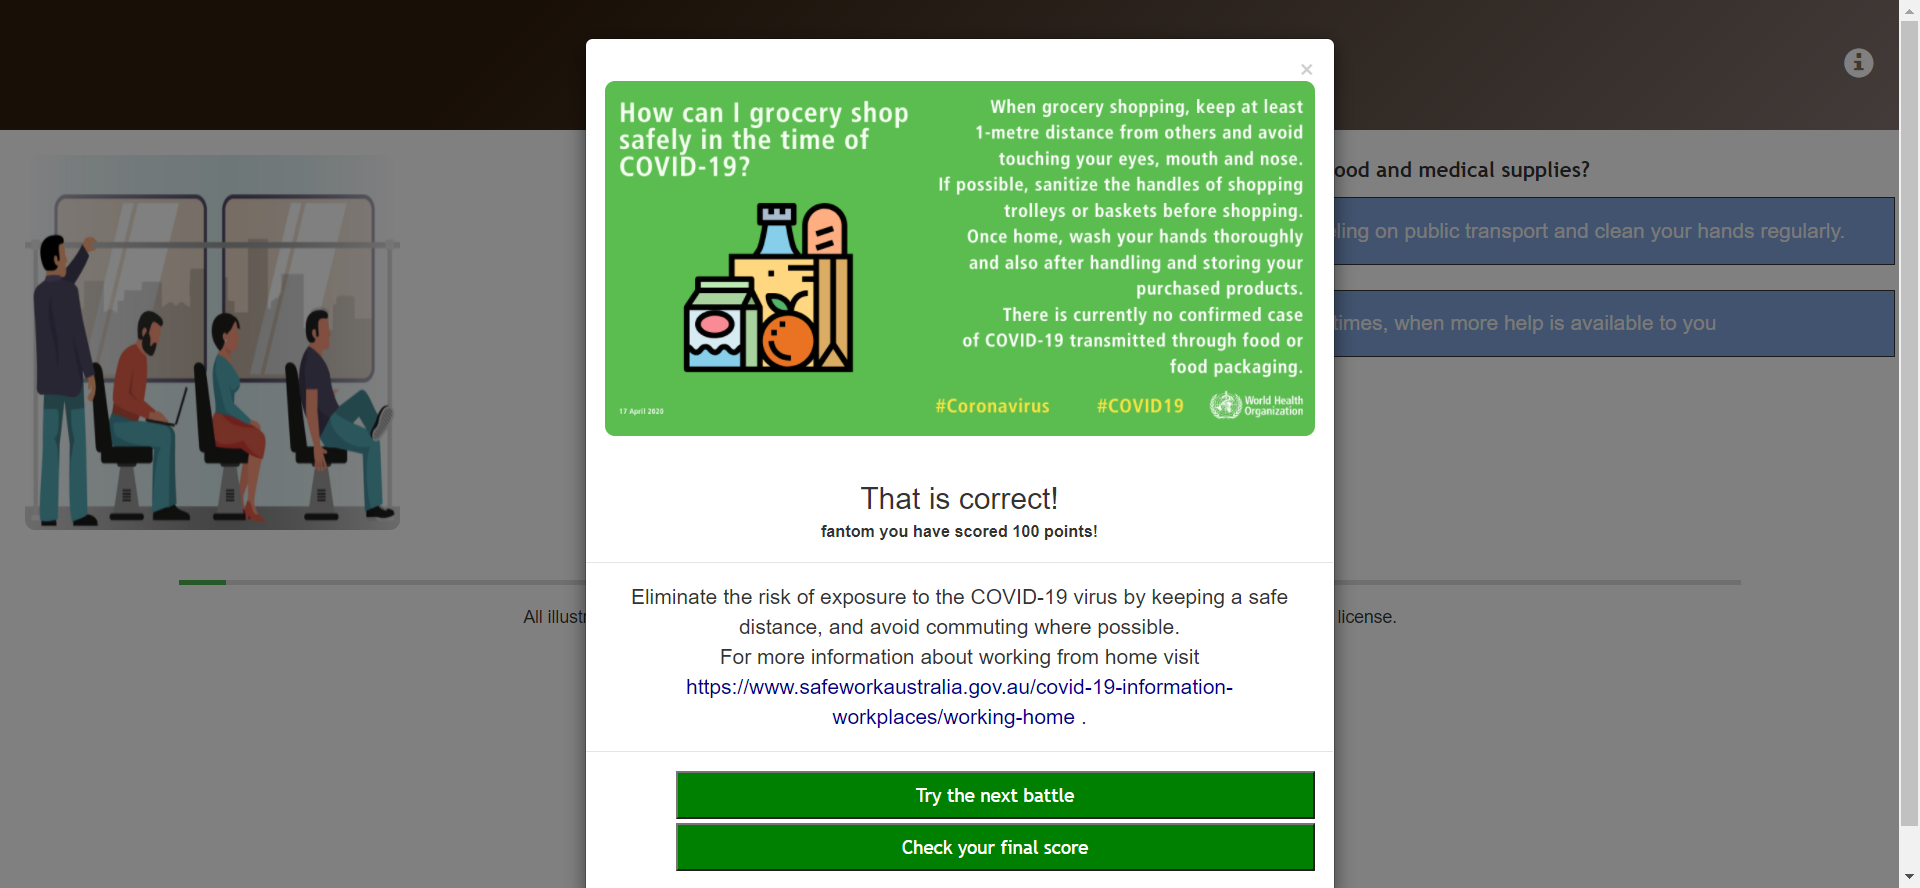 ×
How can I grocery shop
safely in the time of
COVID-19?
When grocery shopping, keep at least
1-metre distance from others and avoid
touching your eyes, mouth and nose.
If possible, sanitize the handles of shopping
trolleys or baskets before shopping.
Once home, wash your hands thoroughly
and also after handling and storing your
purchased products.
There is currently no confirmed case
of COVID-19 transmitted through food or
food packaging.
17 April 2020
#Coronavirus #COVID19
World Health
Organization
ood and medical supplies?
ling on public transport and clean your hands regularly.
times, when more help is available to you
That is correct!
fantom you have scored 100 points!
Eliminate the risk of exposure to the COVID-19 virus by keeping a safe
distance, and avoid commuting where possible.
For more information about working from home visit
https://www.safeworkaustralia.gov.au/covid-19-information-
workplaces/working-home .
All illust
license.
Try the next battle
Check your final score